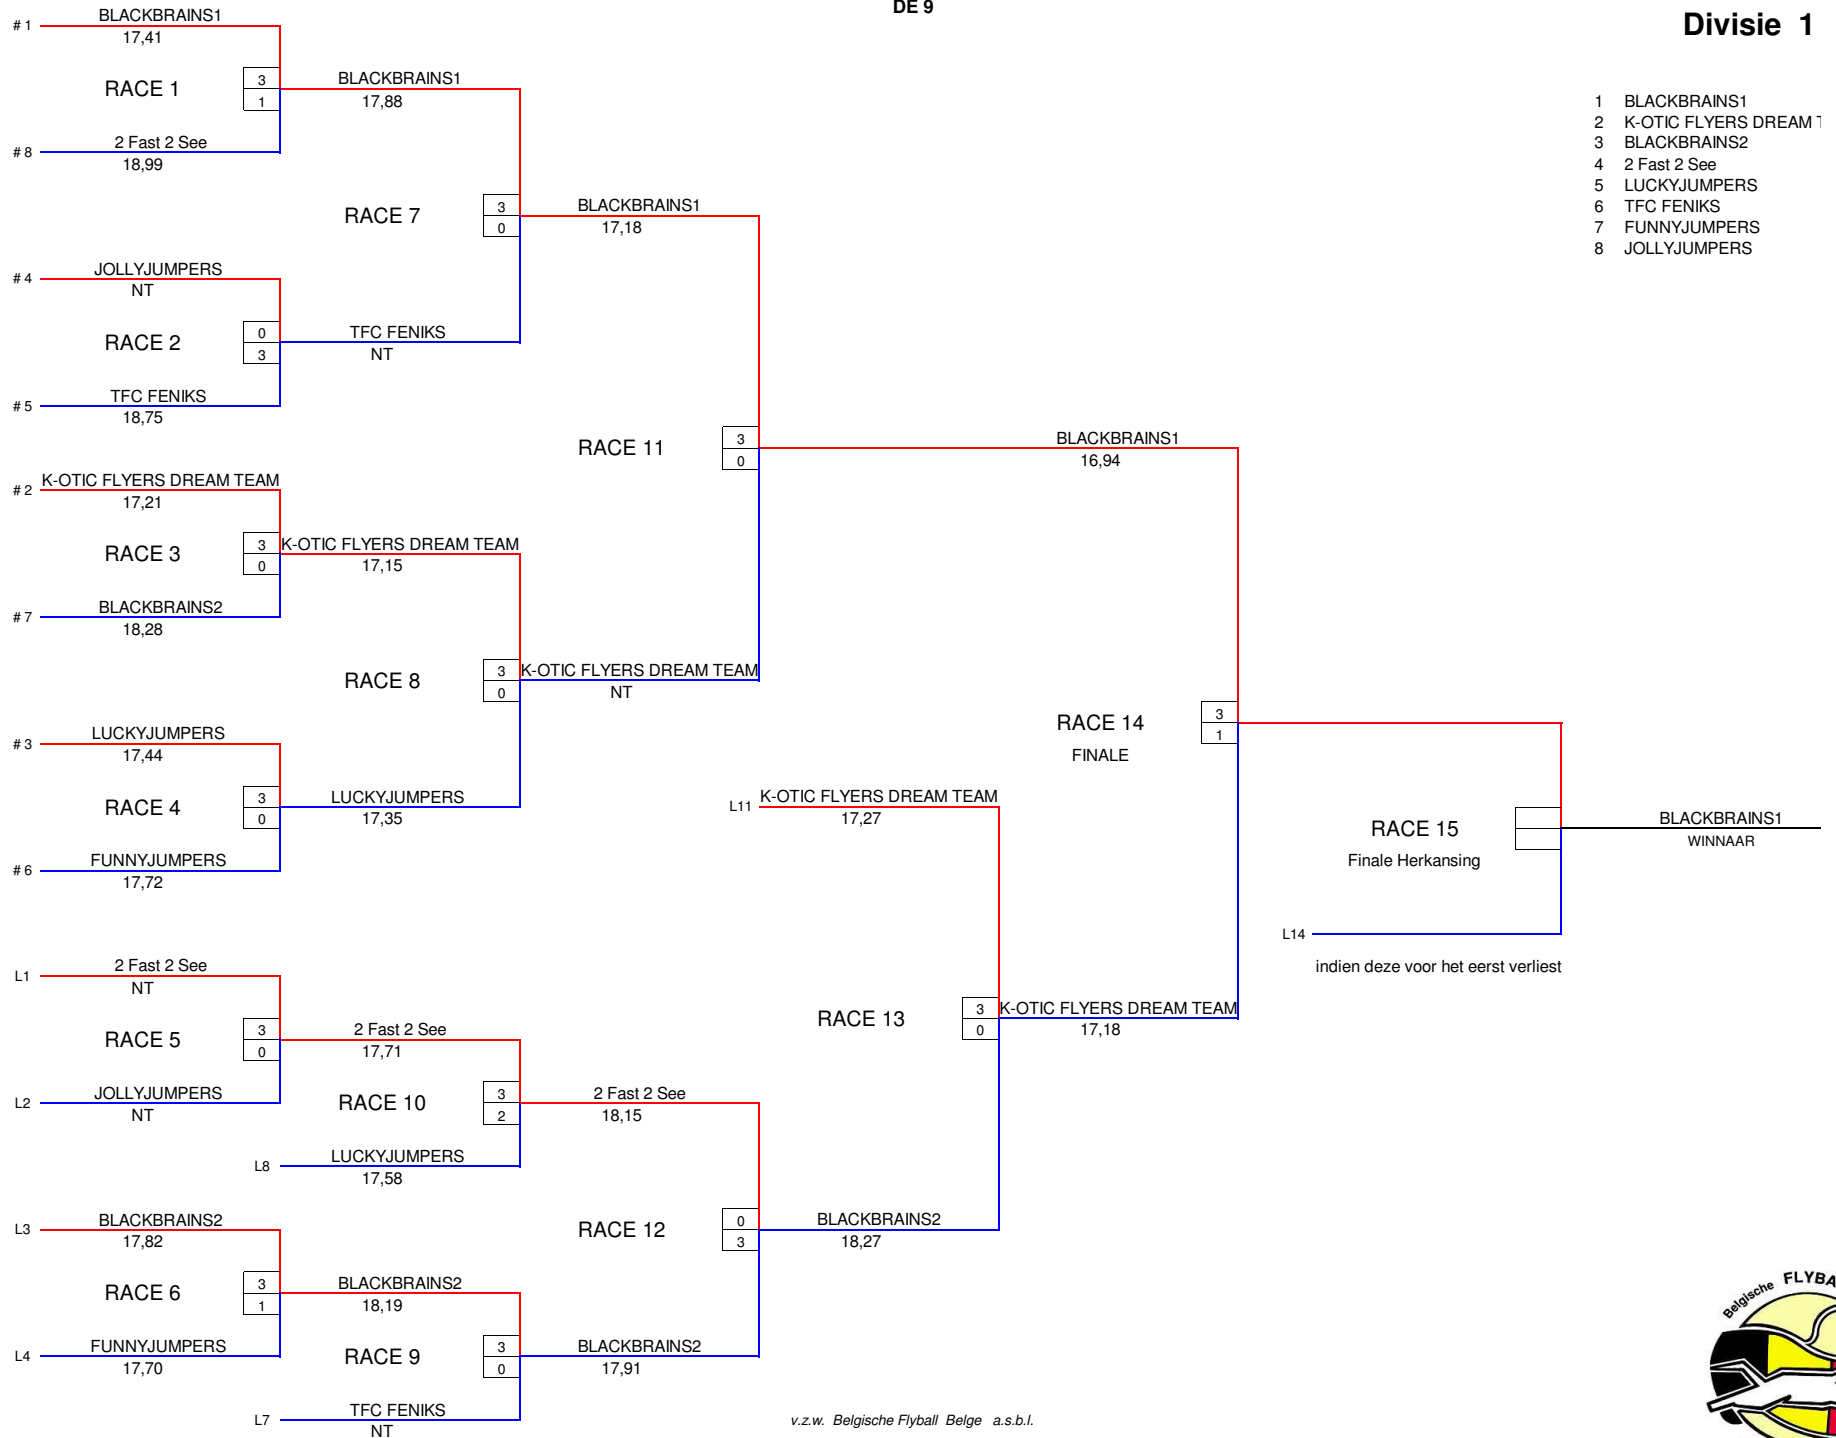 DE 9
Divisie 1
1 BLACKBRAINS1
2 K-OTIC FLYERS DREAM
3 BLACKBRAINS2
4 2 Fast 2 See
5 LUCKYJUMPERS
6 TFC FENIKS
7 FUNNYJUMPERS
8 JOLLYJUMPERS
# 1 BLACKBRAINS1
17,41
RACE 1 3
1
# 8 2 Fast 2 See
18,99
BLACKBRAINS1
17,88
RACE 7 3
0
# 4 JOLLYJUMPERS
NT
RACE 2 0
3
# 5 TFC FENIKS
18,75
TFC FENIKS
NT
BLACKBRAINS1
17,18
RACE 11 3
0
# 2 K-OTIC FLYERS DREAM TEAM
17,21
RACE 3 3
0
# 7 BLACKBRAINS2
18,28
K-OTIC FLYERS DREAM TEAM
17,15
RACE 8 3
0
# 3 LUCKYJUMPERS
17,44
RACE 4 3
0
# 6 FUNNYJUMPERS
17,72
LUCKYJUMPERS
17,35
K-OTIC FLYERS DREAM TEAM
NT
BLACKBRAINS1
16,94
RACE 14 3
1
FINALE
L11 K-OTIC FLYERS DREAM TEAM
17,27
RACE 15
Finale Herkansing
BLACKBRAINS1
WINNAAR
L14
indien deze voor het eerst verliest
L1 2 Fast 2 See
NT
RACE 5 3
0
L2 JOLLYJUMPERS
NT
2 Fast 2 See
17,71
RACE 10 3
2
L8 LUCKYJUMPERS
17,58
2 Fast 2 See
18,15
RACE 13 3
0
K-OTIC FLYERS DREAM TEAM
17,18
L3 BLACKBRAINS2
17,82
RACE 6 3
1
L4 FUNNYJUMPERS
17,70
BLACKBRAINS2
18,19
RACE 9 3
0
L7 TFC FENIKS
NT
RACE 12 0
3
BLACKBRAINS2
17,91
BLACKBRAINS2
18,27
v.z.w. Belgische Flyball Belge a.s.b.l.
Belgische